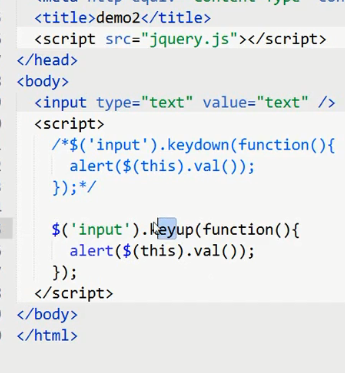 <title>demo2</title>
<script src="jquery.js"></script>
</head>
<body>
<input type="text" value="text" />
<script>
/*$('input').keydown(function(){
alert($(this).val());
});*/
$('input').keyup(function(){
alert($(this).val());
});
</script>
</body>
</html>